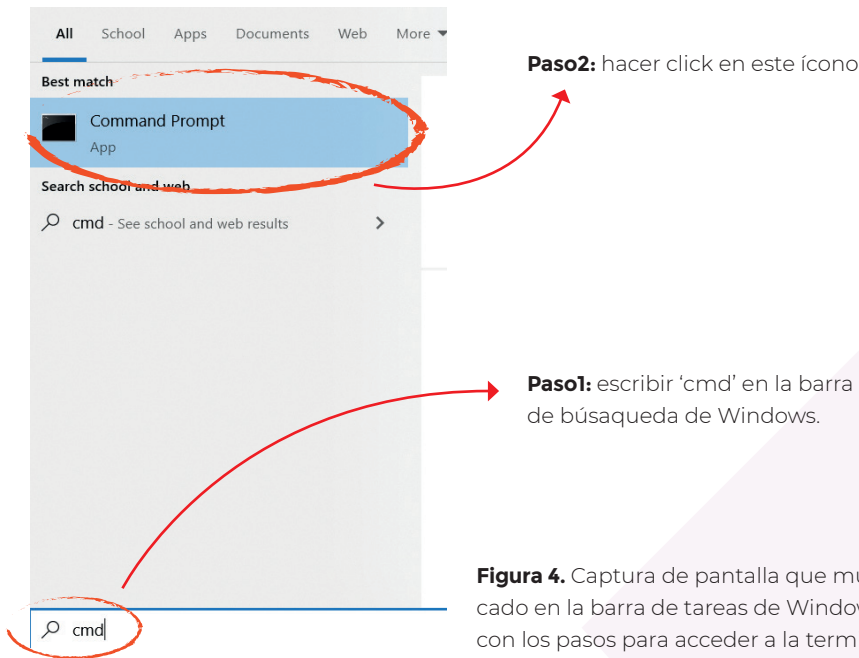 All School Apps Documents Web More
Best match
Command Prompt
App
Search school and web
cmd - See school and web results
cmd
Paso2: hacer click en este ícono
Paso1: escribir ‘cmd’ en la barra
de búsaqueda de Windows.
Figura 4. Captura de pantalla que
cado en la barra de tareas de
con los pasos para acceder a la